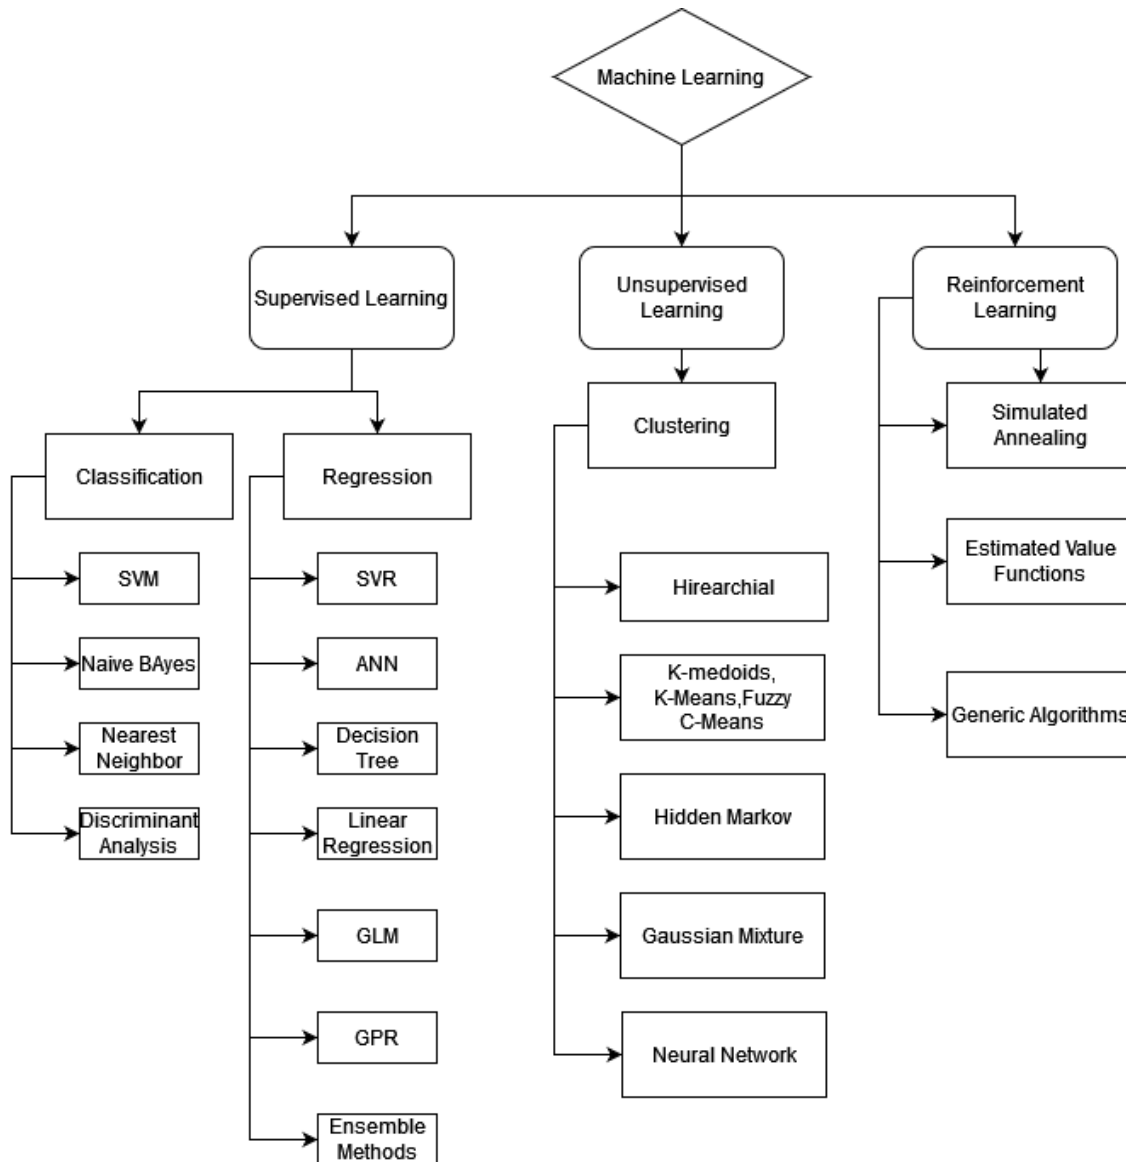 Machine Learning
Supervised Learning
Unsupervised
Learning
Reinforcement
Learning
Classification
Regression
Clustering
Simulated
Annealing
SVM
SVR
Hirearchial
Estimated Value
Functions
Naive BAyes
ANN
K-medoids,
K-Means,Fuzzy
C-Means
Generic Algorithms
Nearest
Neighbor
Decision
Tree
Hidden Markov
Discriminant
Analysis
Linear
Regression
GLM
Gaussian Mixture
GPR
Neural Network
Ensemble
Methods